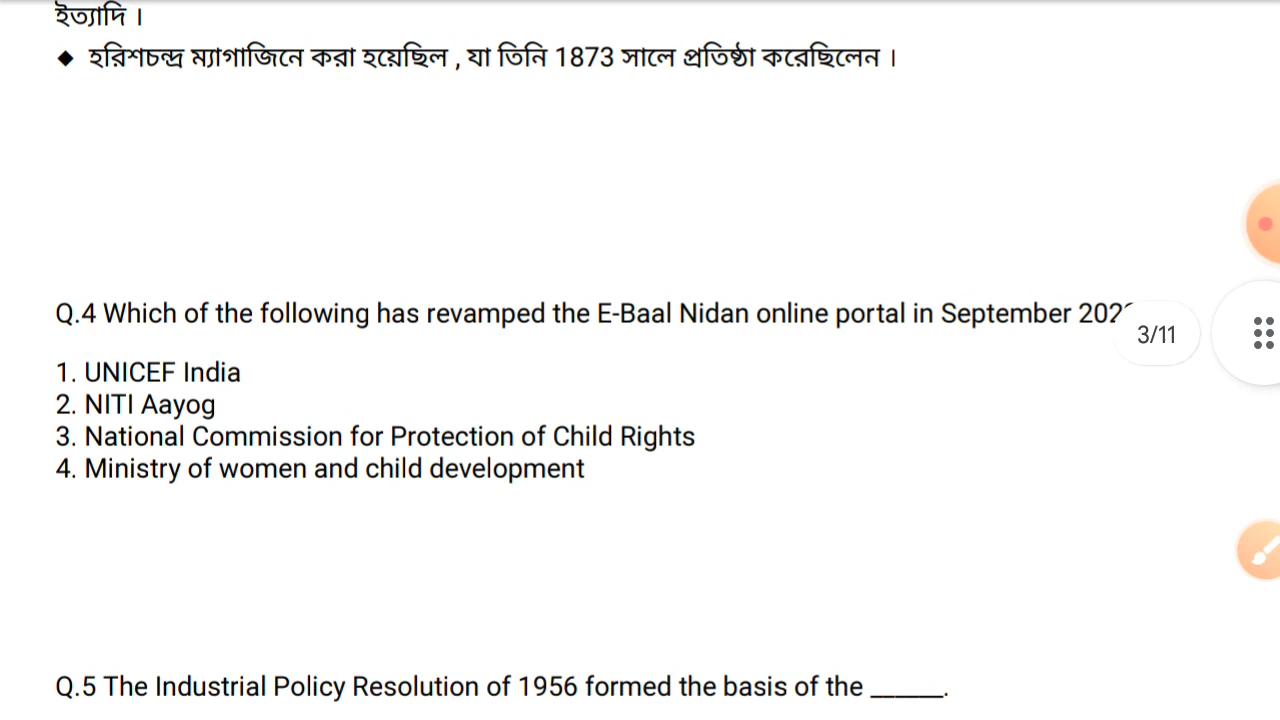 ইত্যাদি ।
◆ হরিশচন্দ্র ম্যাগাজিনে করা হয়েছিল , যা তিনি 1873 সালে প্রতিষ্ঠা করেছিলেন ।
Q.4 Which of the following has revamped the E-Baal Nidan online portal in September
3/11
1. UNICEF India
2. NITI Aayog
3. National Commission for Protection of Child Rights
4. Ministry of women and child development
Q.5 The Industrial Policy Resolution of 1956 formed the basis of the ______.